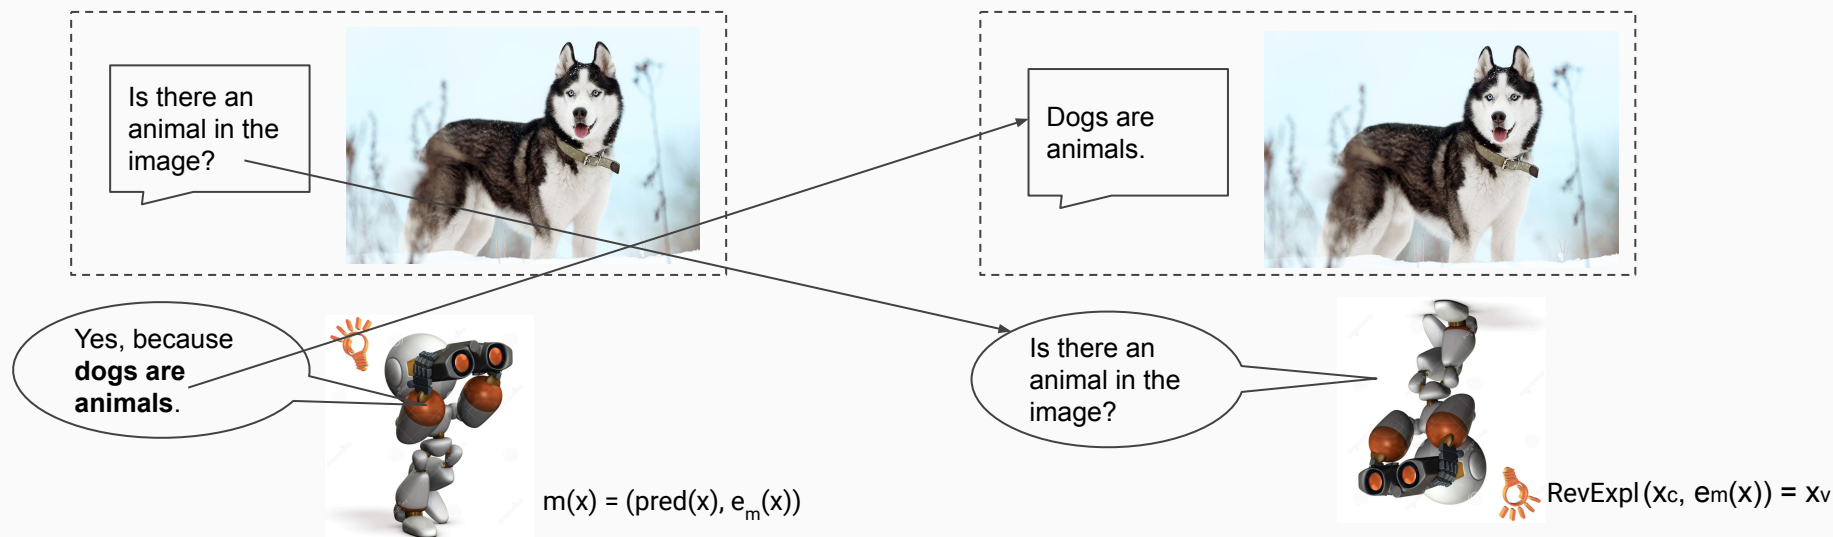 Is there an
animal in the
image?
Dogs are
animals.
Yes, because
dogs are
animals.
m(x) = (pred(x), e_m(x))
Is there an
animal in the
image?
RevExpl(xc, em(x)) = xv